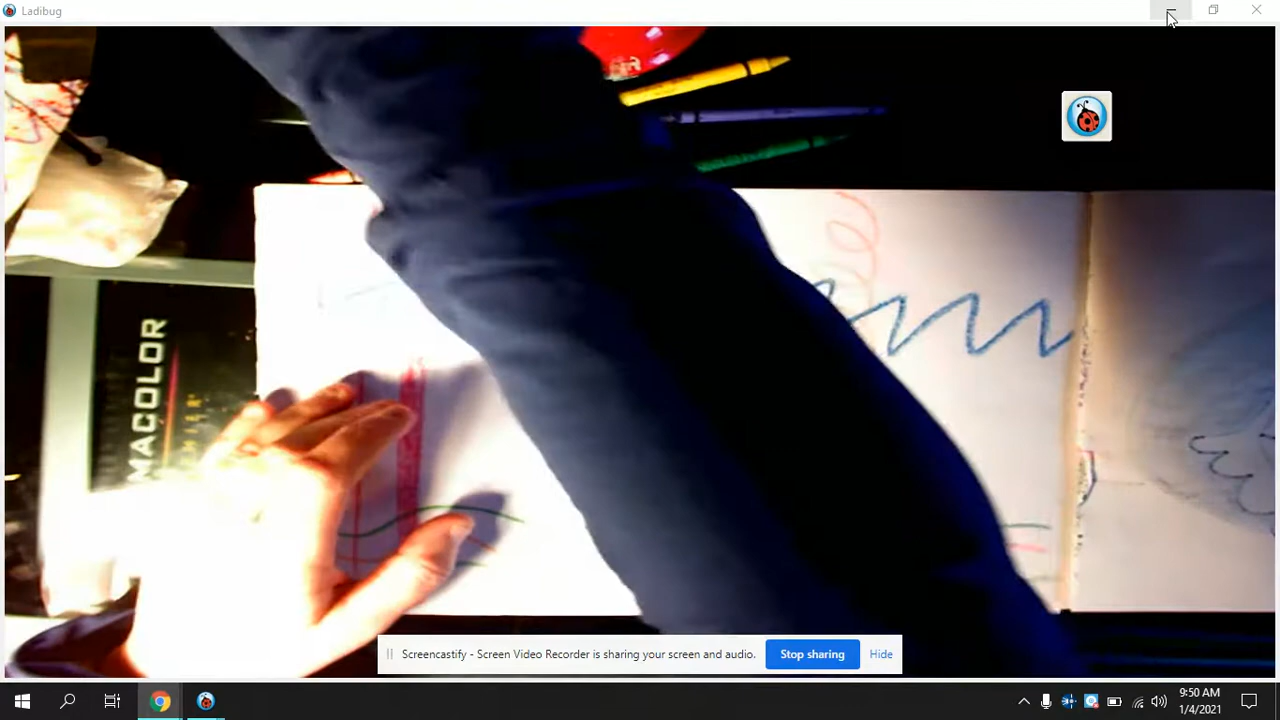 Ladibug
MACOLOR
Screencastify - Screen Video Recorder is sharing your screen and audio.
Stop sharing
Hide
9:50 AM
1/4/2021